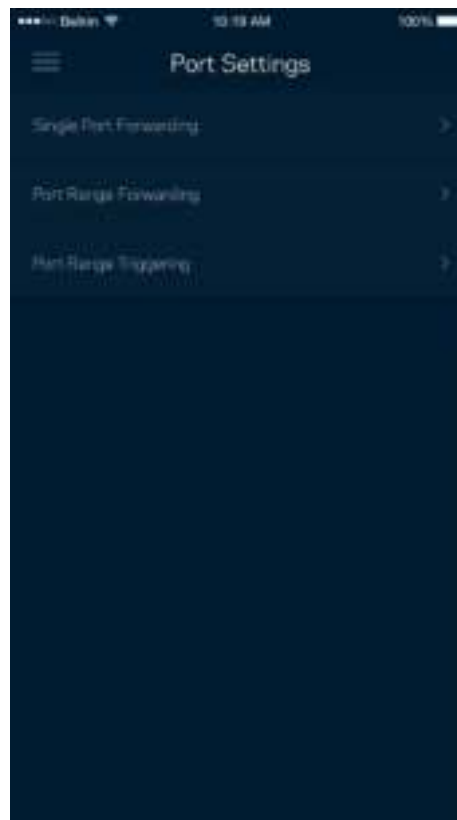 Belkin 10:19 AM 100%
Port Settings
Single Port Forwarding
Port Range Forwarding
Port Range Triggering